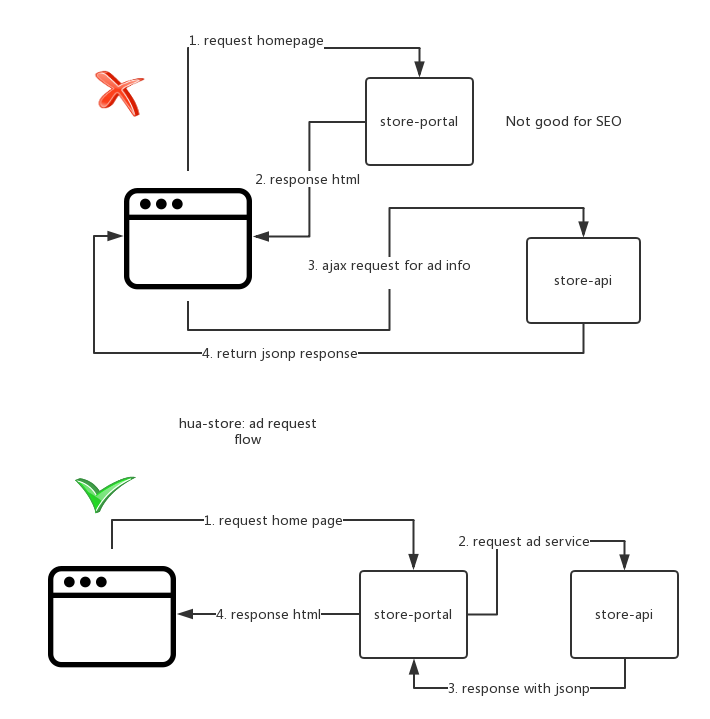 1. request homepage
store-portal
Not good for SEO
2. response html
3. ajax request for ad info
store-api
4. return jsonp response
hua-store: ad request
flow
1. request home page
2. request ad service
4. response html
store-portal
store-api
3. response with jsonp